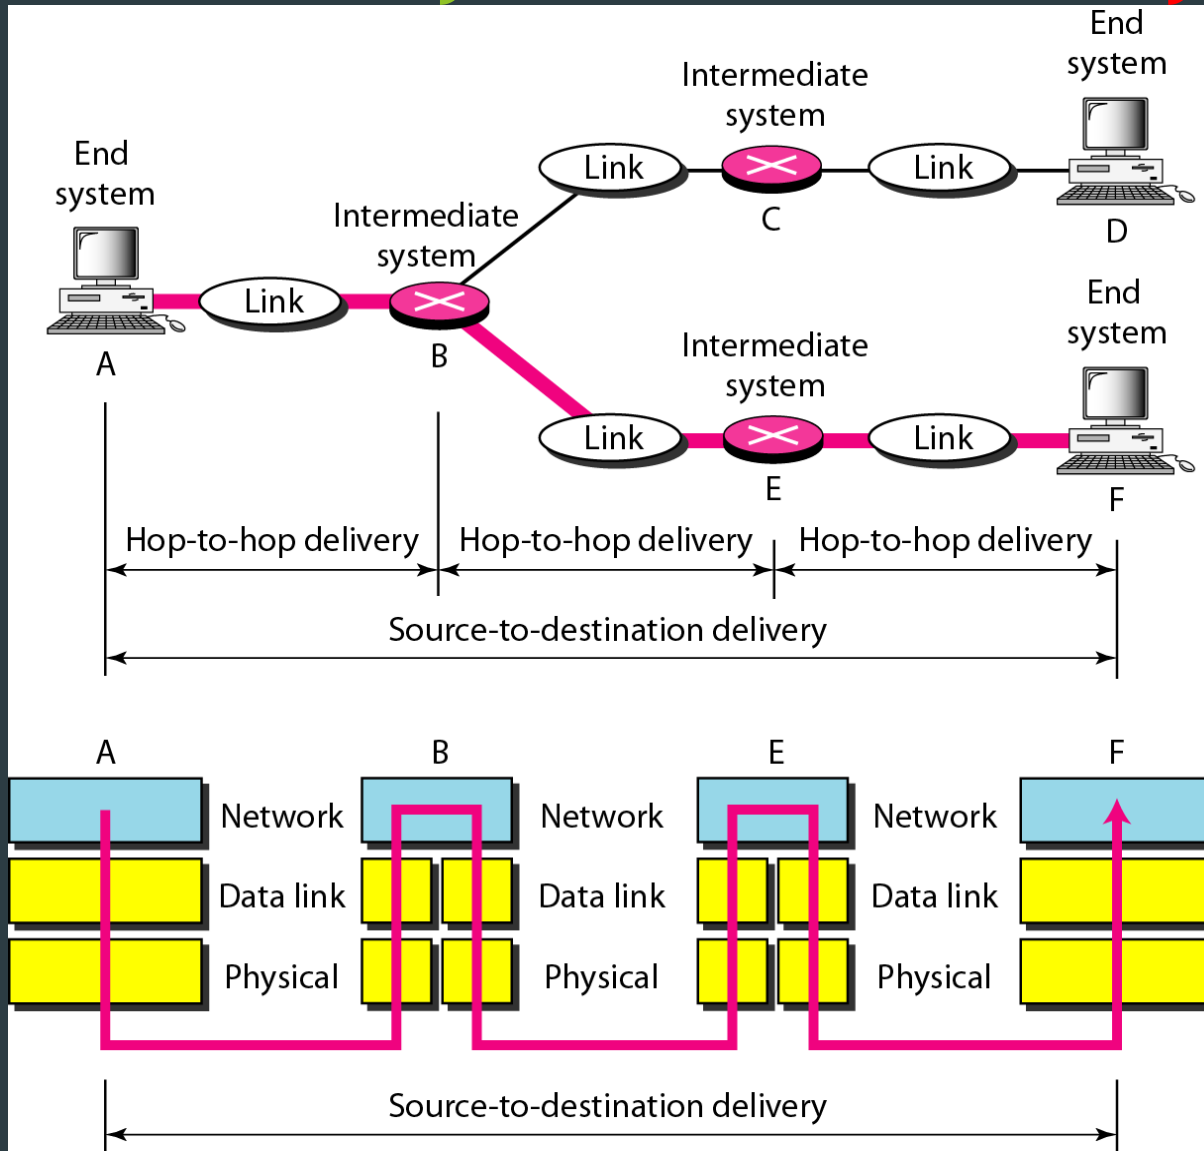 End
system
Intermediate
system
End
system
Link
Link
C
D
Intermediate
system
Link
A
B
End
system
Intermediate
system
Link
Link
E
F
Hop-to-hop delivery
Hop-to-hop delivery
Hop-to-hop delivery
Source-to-destination delivery
A
B
E
F
Network
Network
Network
Data link
Data link
Data link
Physical
Physical
Physical
Source-to-destination delivery